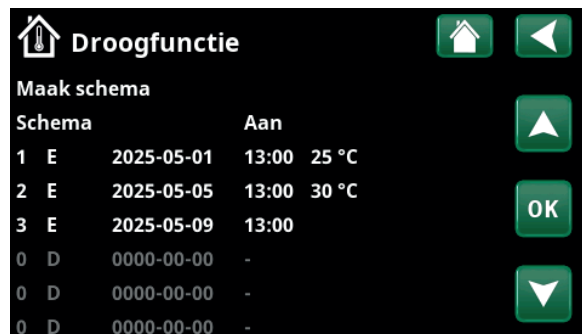 Droogfunctie
Maak schema
Schema Aan
1 E 2025-05-01 13:00 25 °C
2 E 2025-05-05 13:00 30 °C
OK
3 E 2025-05-09 13:00
0 D 0000-00-00 -
0 D 0000-00-00 -
0 D 0000-00-00 -